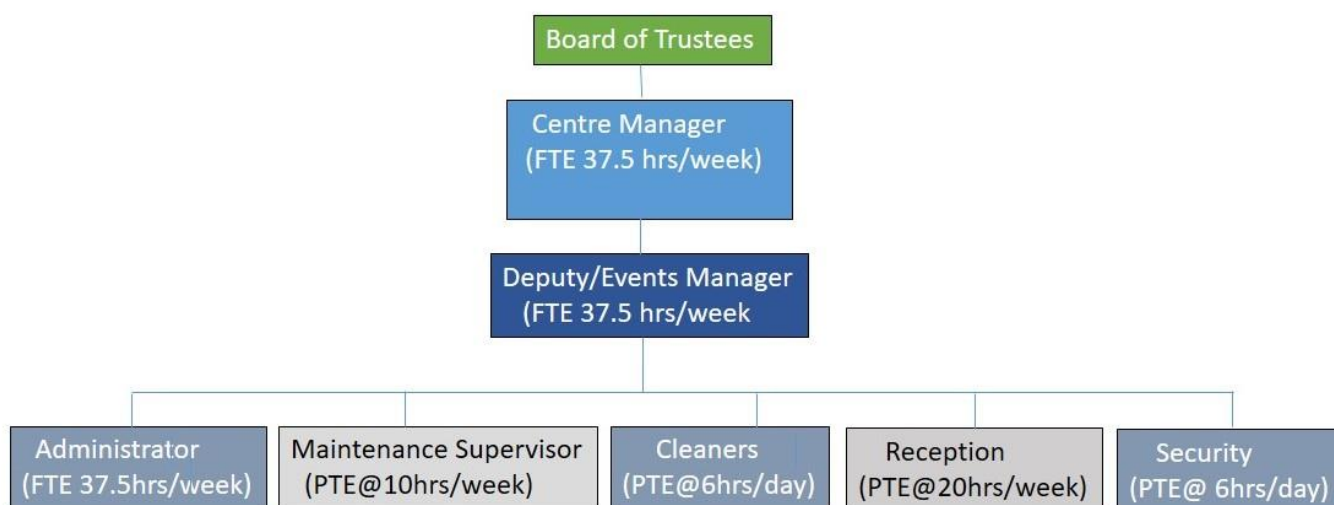 Board of Trustees
Centre Manager
(FTE 37.5 hrs/week)
Deputy/Events Manager
(FTE 37.5 hrs/week
Administrator
(FTE 37.5hrs/week)
Maintenance Supervisor
(PTE@10hrs/week)
Cleaners
(PTE@6hrs/day)
Reception
(PTE@20hrs/week)
Security
(PTE@ 6hrs/day)